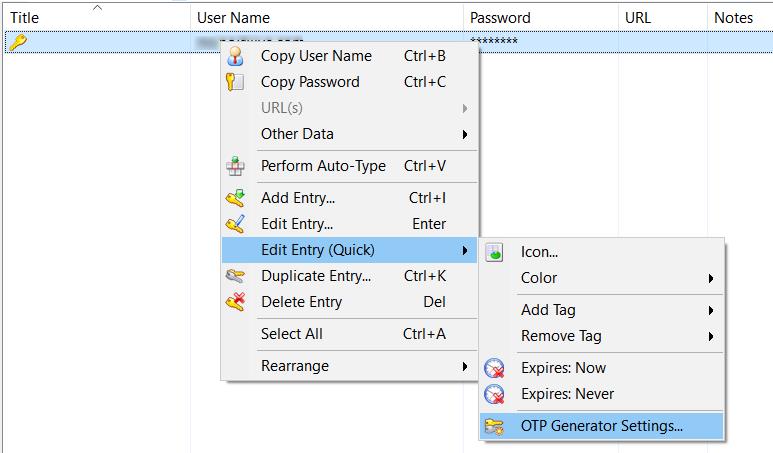 Title User Name Password URL Notes
********
Copy User Name Ctrl+B
Copy Password Ctrl+C
URL(s)
Other Data
Perform Auto-Type Ctrl+V
Add Entry... Ctrl+I
Edit Entry... Enter
Edit Entry (Quick)
Duplicate Entry... Ctrl+K
Delete Entry Del
Select All Ctrl+A
Rearrange
Icon...
Color
Add Tag
Remove Tag
Expires: Now
Expires: Never
OTP Generator Settings...